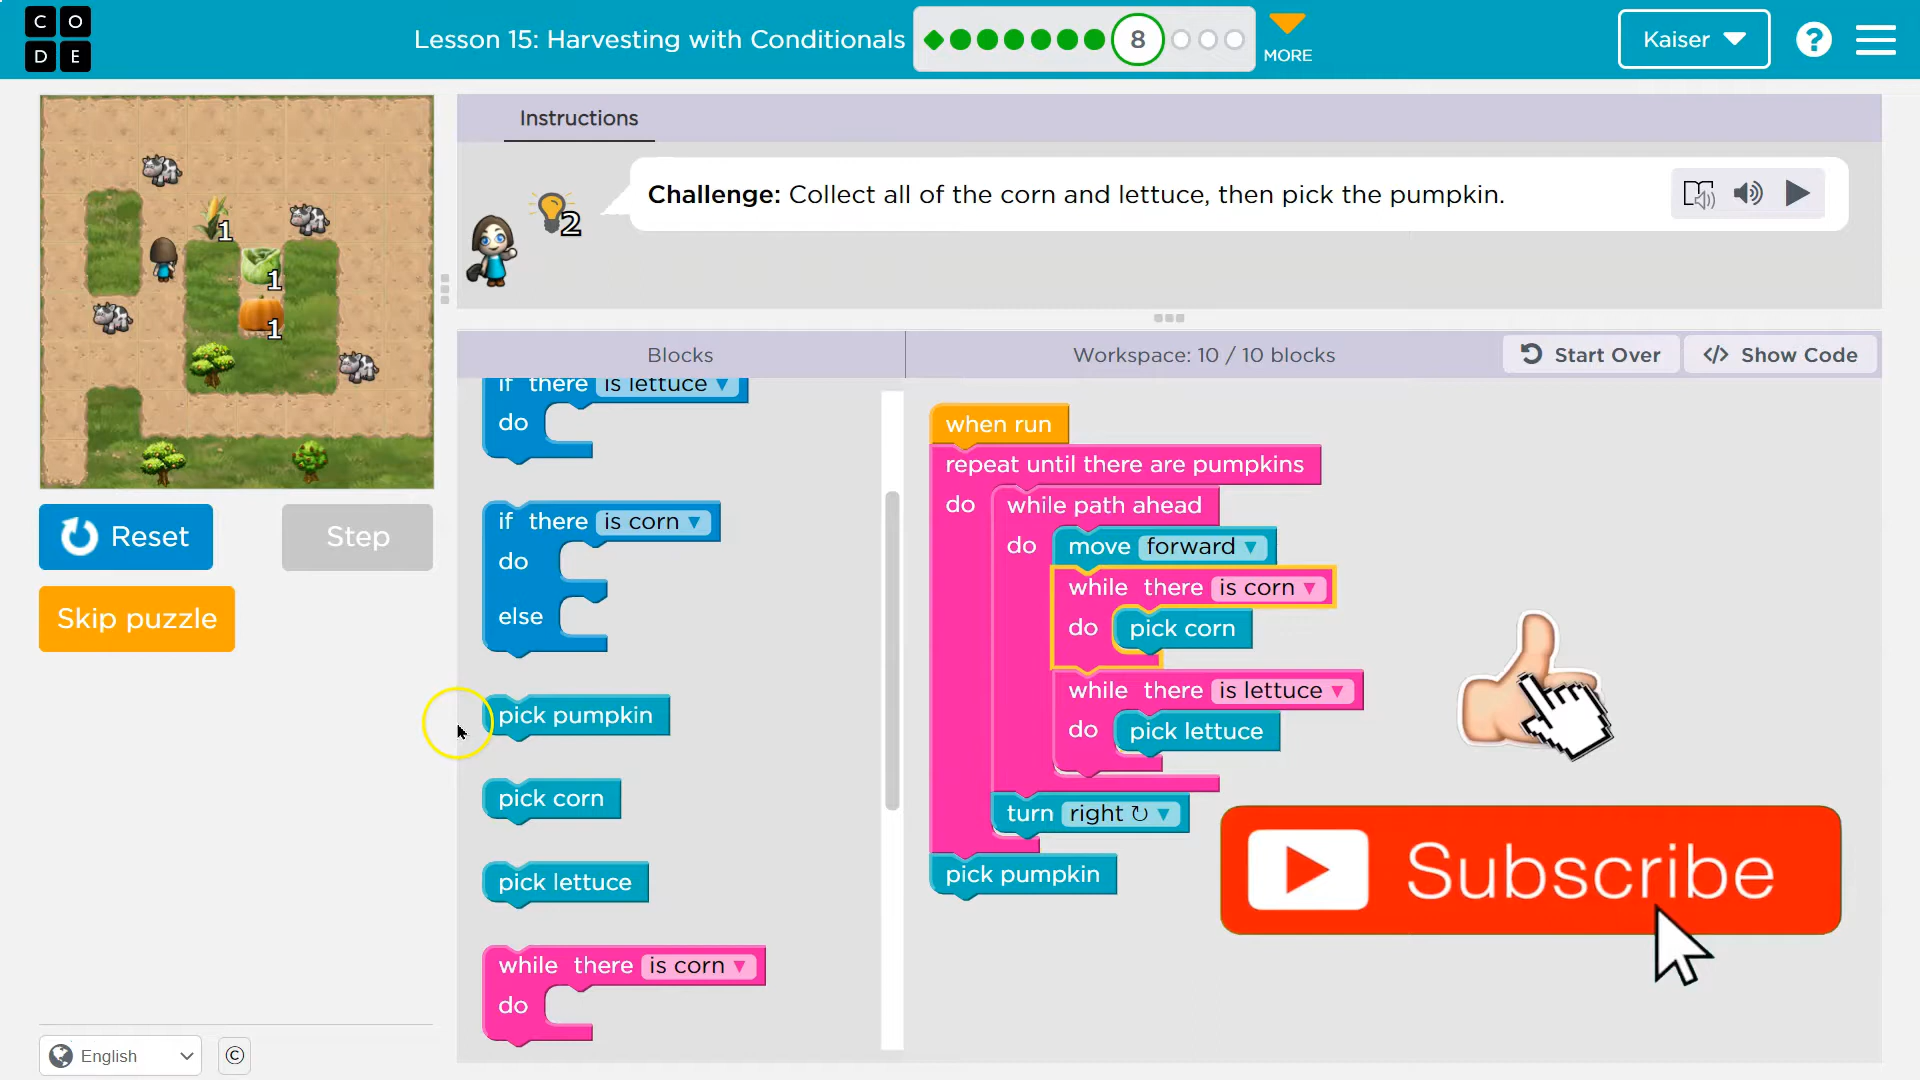 CODE
Lesson 15: Harvesting with Conditionals
8
MORE
Kaiser
?
Instructions
2
Challenge: Collect all of the corn and lettuce, then pick the pumpkin.
1
1
1
Reset
Step
Skip puzzle
English
©
Blocks
Workspace: 10 / 10 blocks
Start Over
</> Show Code
if there is lettuce
do
if there is corn
do
else
pick pumpkin
pick corn
pick lettuce
while there is corn
do
when run
repeat until there are pumpkins
do while path ahead
do move forward
while there is corn
do pick corn
while there is lettuce
do pick lettuce
turn right ↻
pick pumpkin
Subscribe